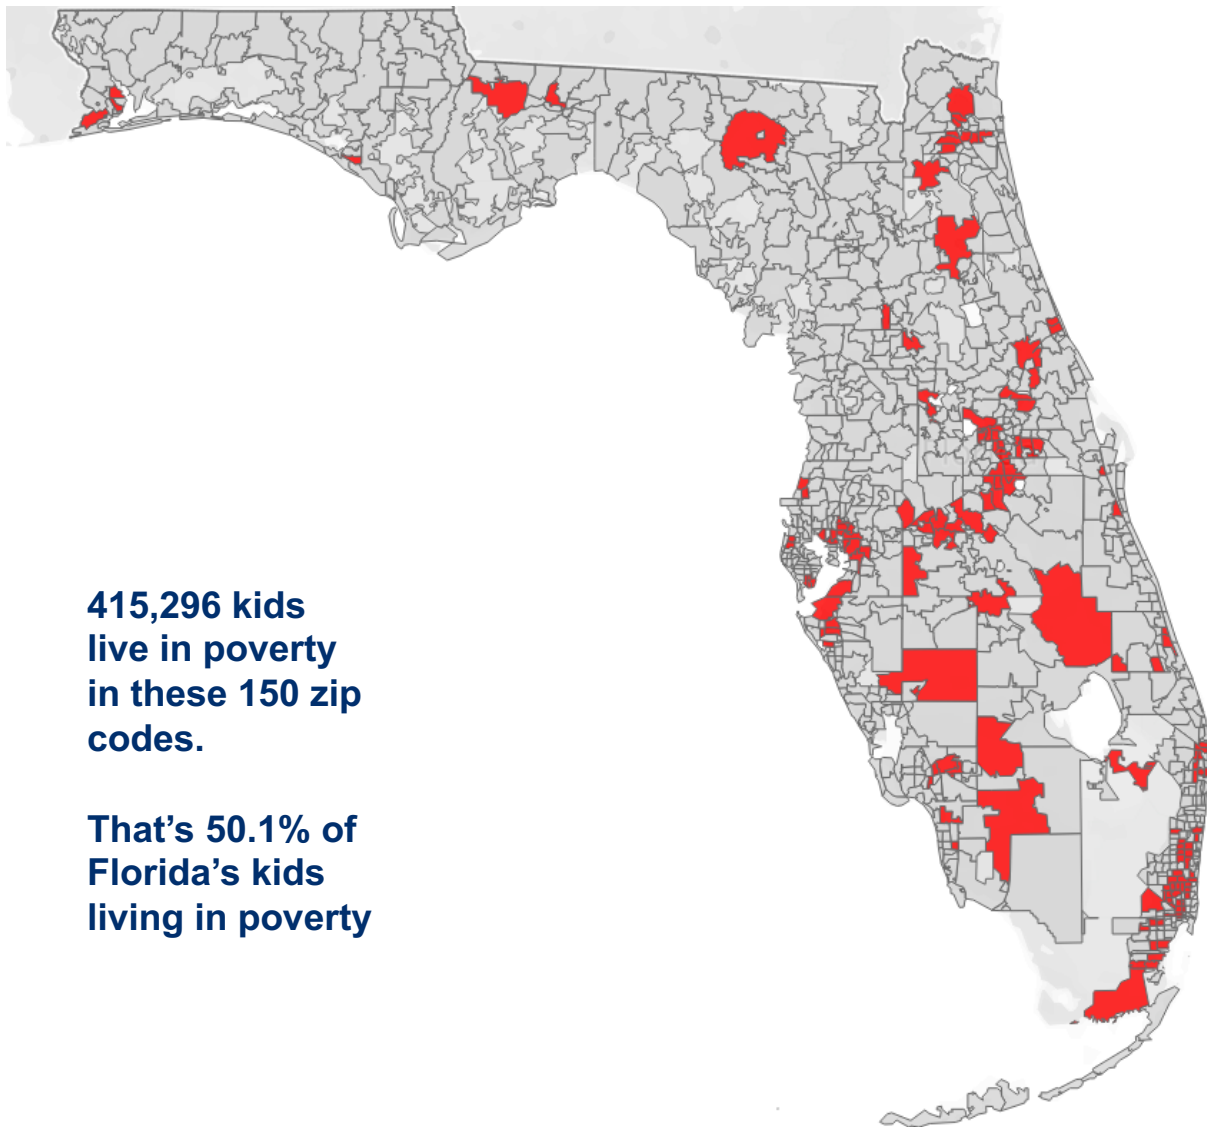 415,296 kids
live in poverty
in these 150 zip
codes.
That’s 50.1% of
Florida’s kids
living in poverty